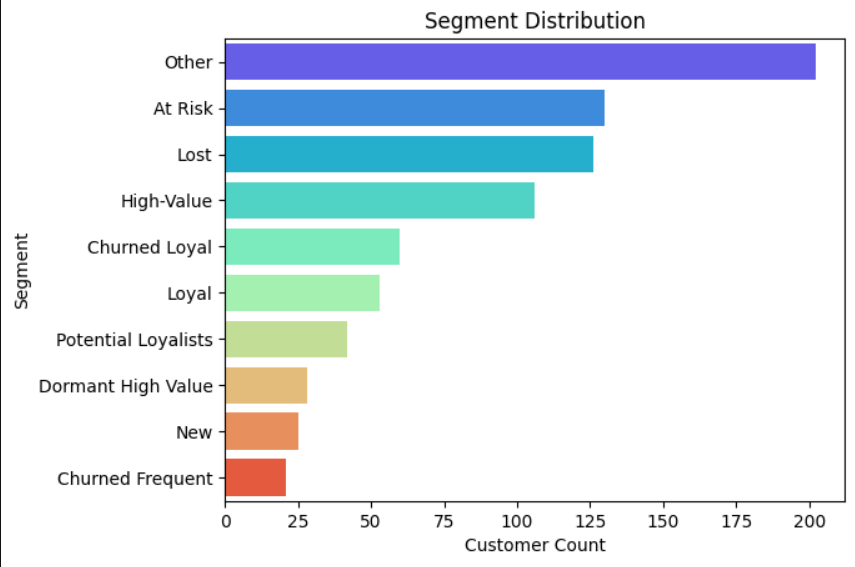 Segment Distribution
Segment
Other
At Risk
Lost
High-Value
Churned Loyal
Loyal
Potential Loyalists
Dormant High Value
New
Churned Frequent
0 25 50 75 100 125 150 175 200
Customer Count